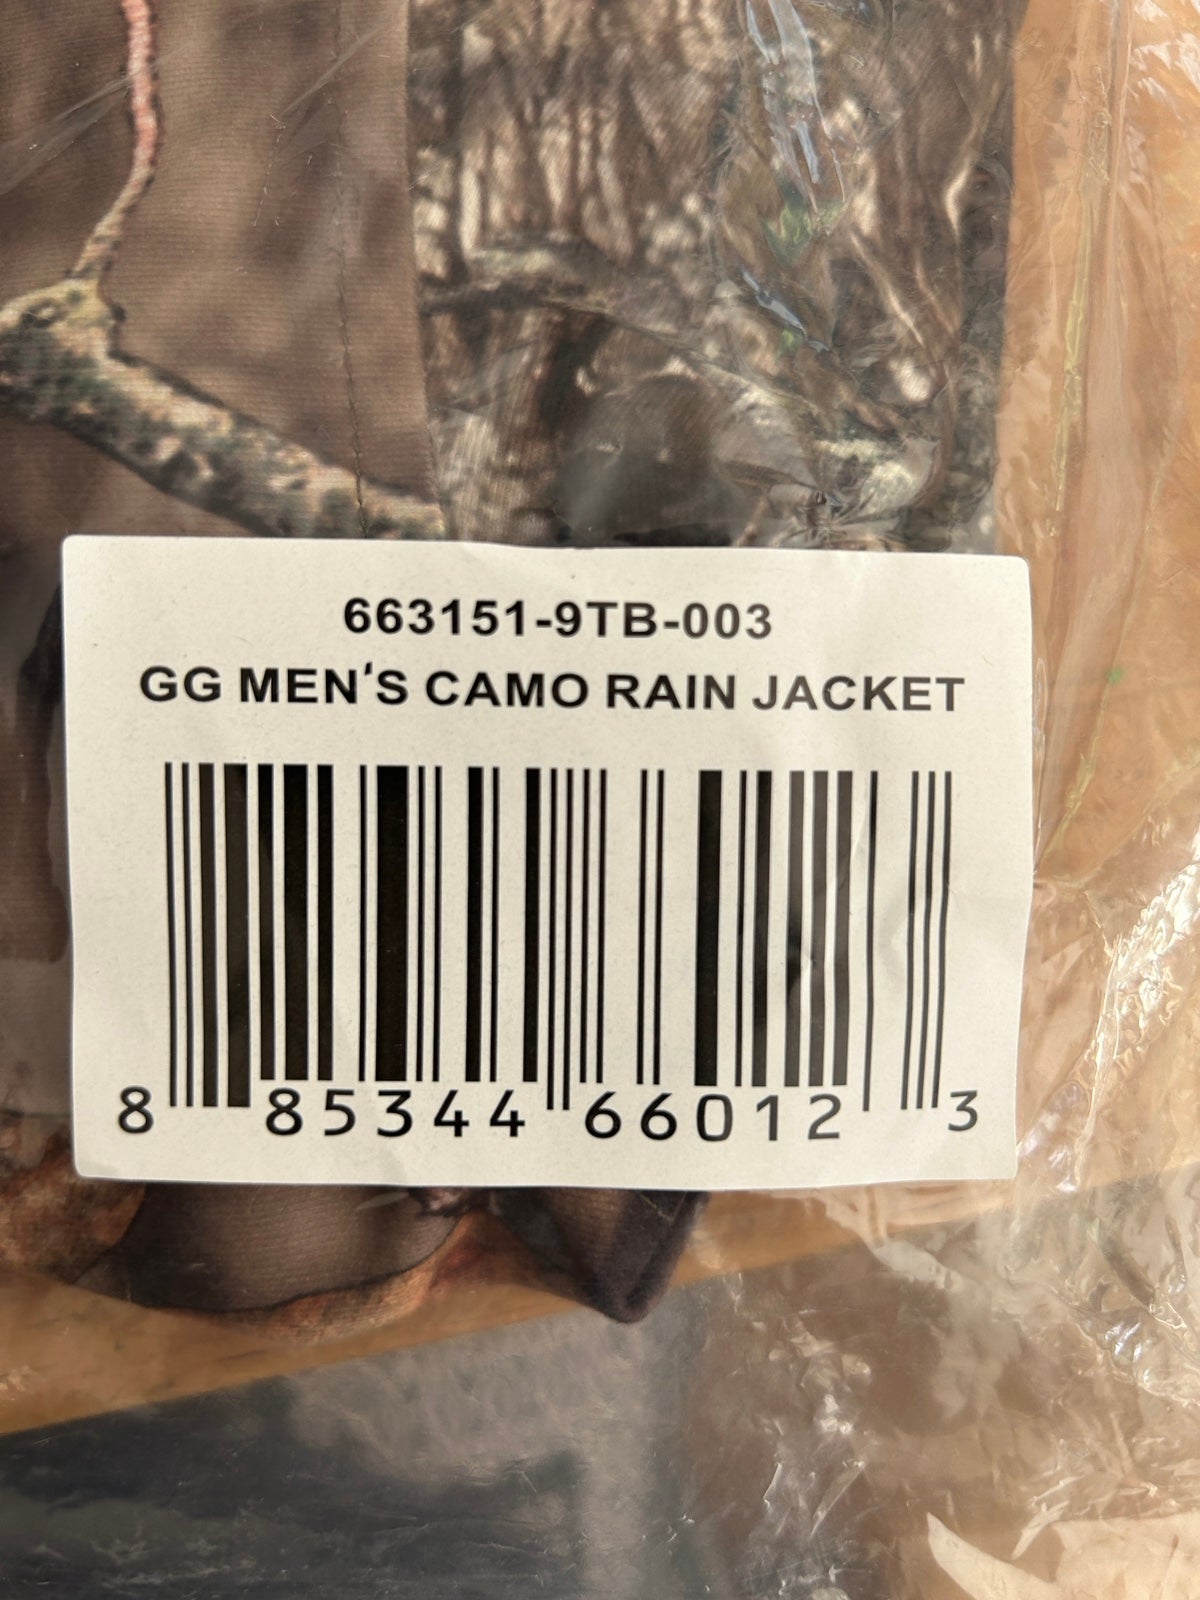 663151-9TB-003
GG MEN'S CAMO RAIN JACKET
8 85344 66012 3